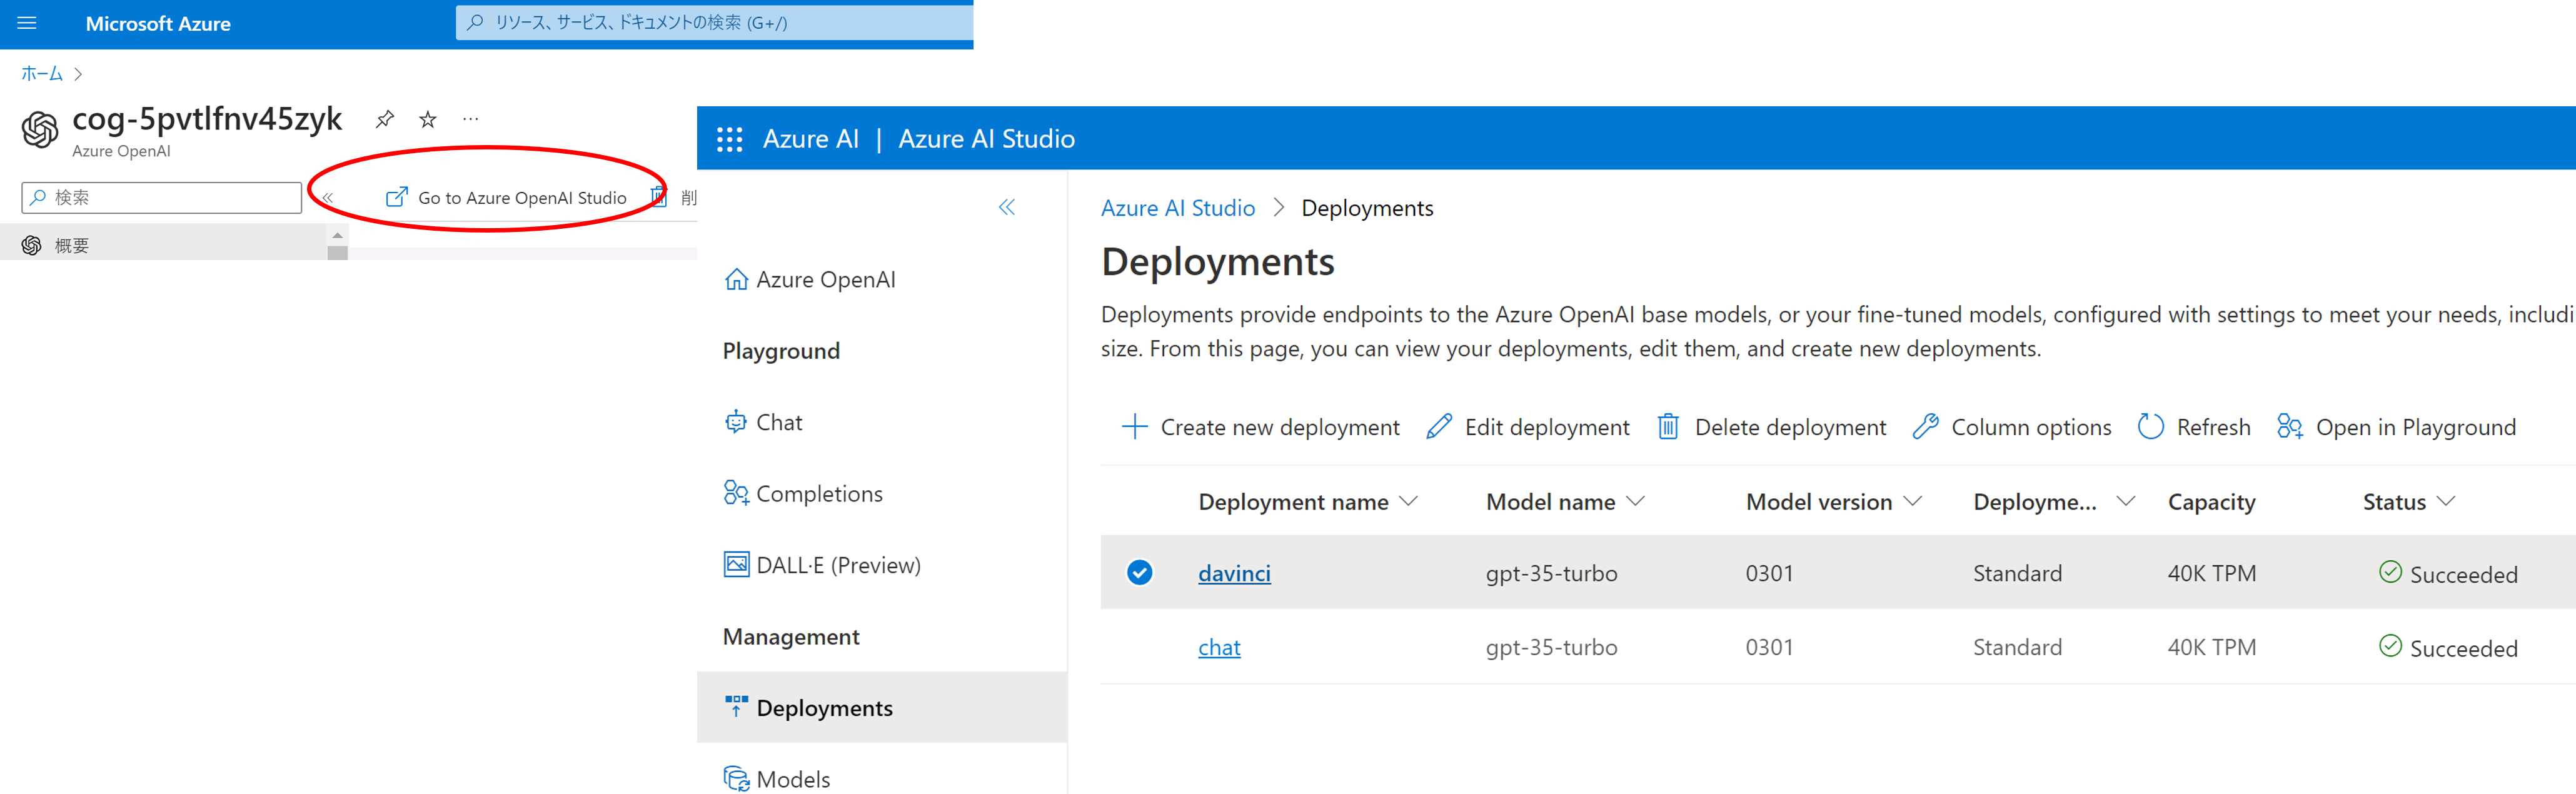 Microsoft Azure
リソース、サービス、ドキュメントの検索 (G+/)
ホーム
cog-5pvtlfnv45zyk
Azure OpenAI
検索
Go to Azure OpenAI Studio
削
概要
Azure AI | Azure AI Studio
Azure OpenAI
Playground
Chat
Completions
DALL·E (Preview)
Management
Deployments
Models
Azure AI Studio > Deployments
Deployments
Deployments provide endpoints to the Azure OpenAI base models, or your fine-tuned models, configured with settings to meet your needs, includi
size. From this page, you can view your deployments, edit them, and create new deployments.
Create new deployment Edit deployment Delete deployment Column options Refresh Open in Playground
Deployment name Model name Model version Deployme... Capacity Status
davinci gpt-35-turbo 0301 Standard 40K TPM Succeeded
chat gpt-35-turbo 0301 Standard 40K TPM Succeeded